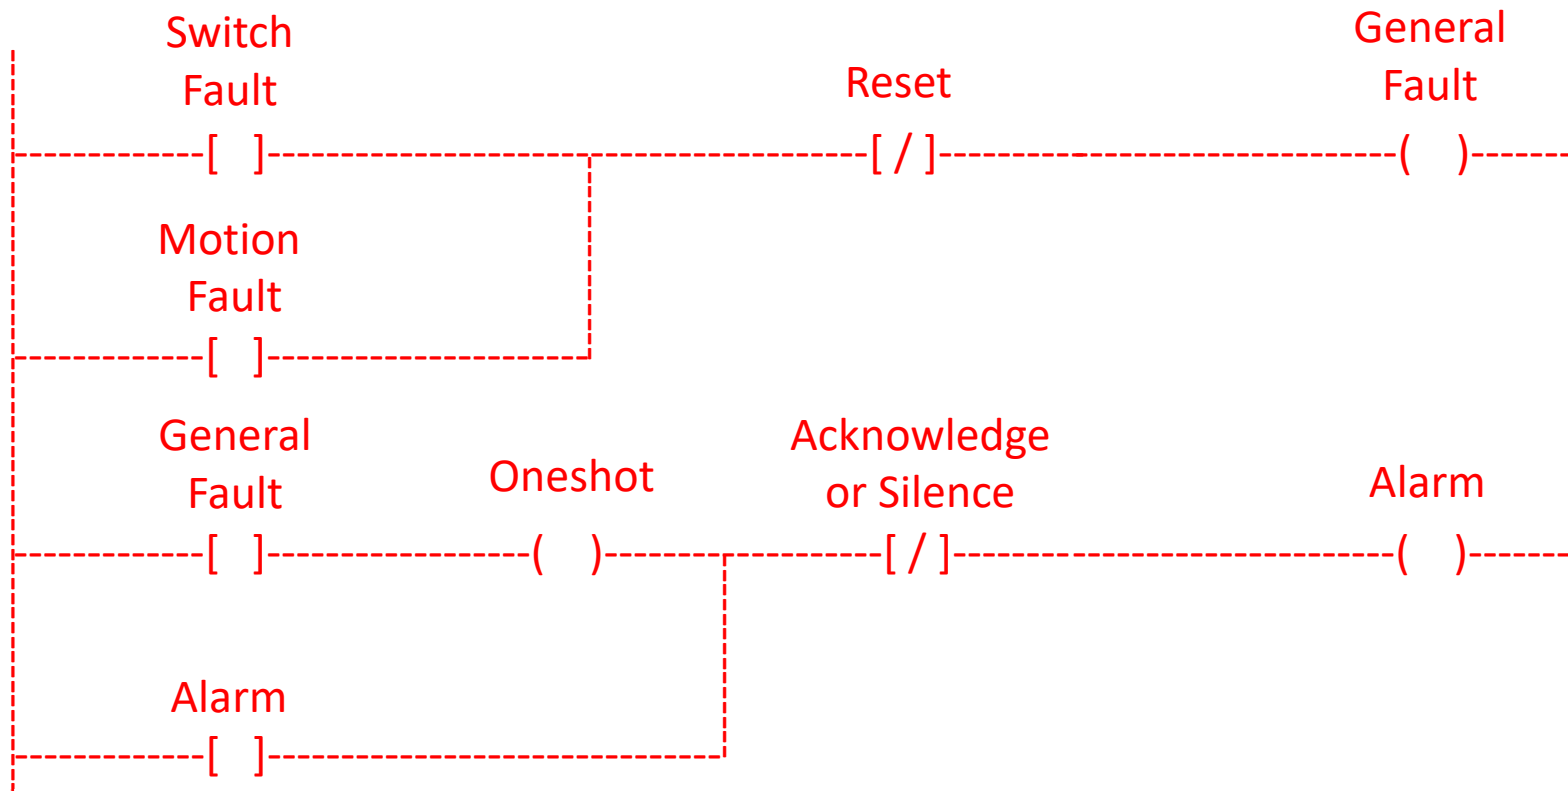 Switch
Fault
Reset
General
Fault
[ ]
[ / ]
( )
Motion
Fault
[ ]
General
Fault
Oneshot
Acknowledge
or Silence
Alarm
[ ]
( )
[ / ]
( )
Alarm
[ ]